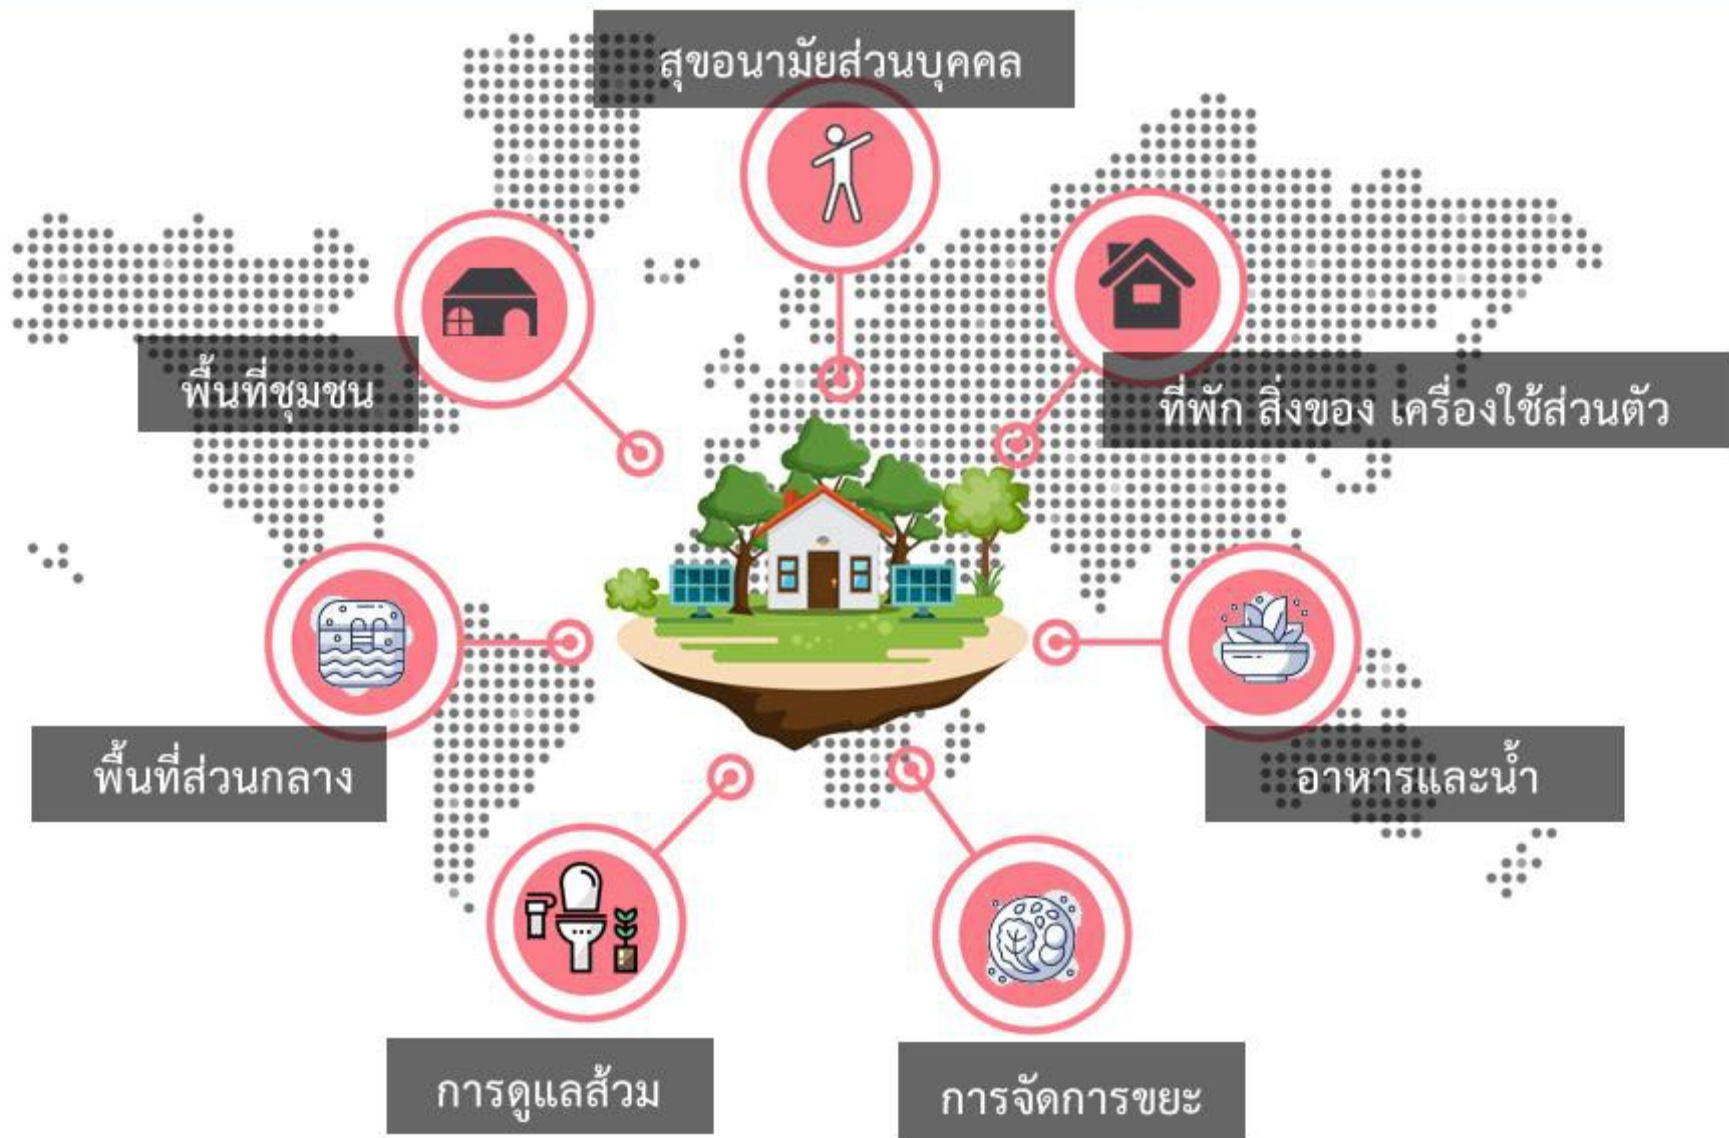 สุขอนามัยส่วนบุคคล
พื้นที่ชุมชน
ที่พัก สิ่งของ เครื่องใช้ส่วนตัว
พื้นที่ส่วนกลาง
อาหารและน้ำ
การดูแลส้วม
การจัดการขยะ